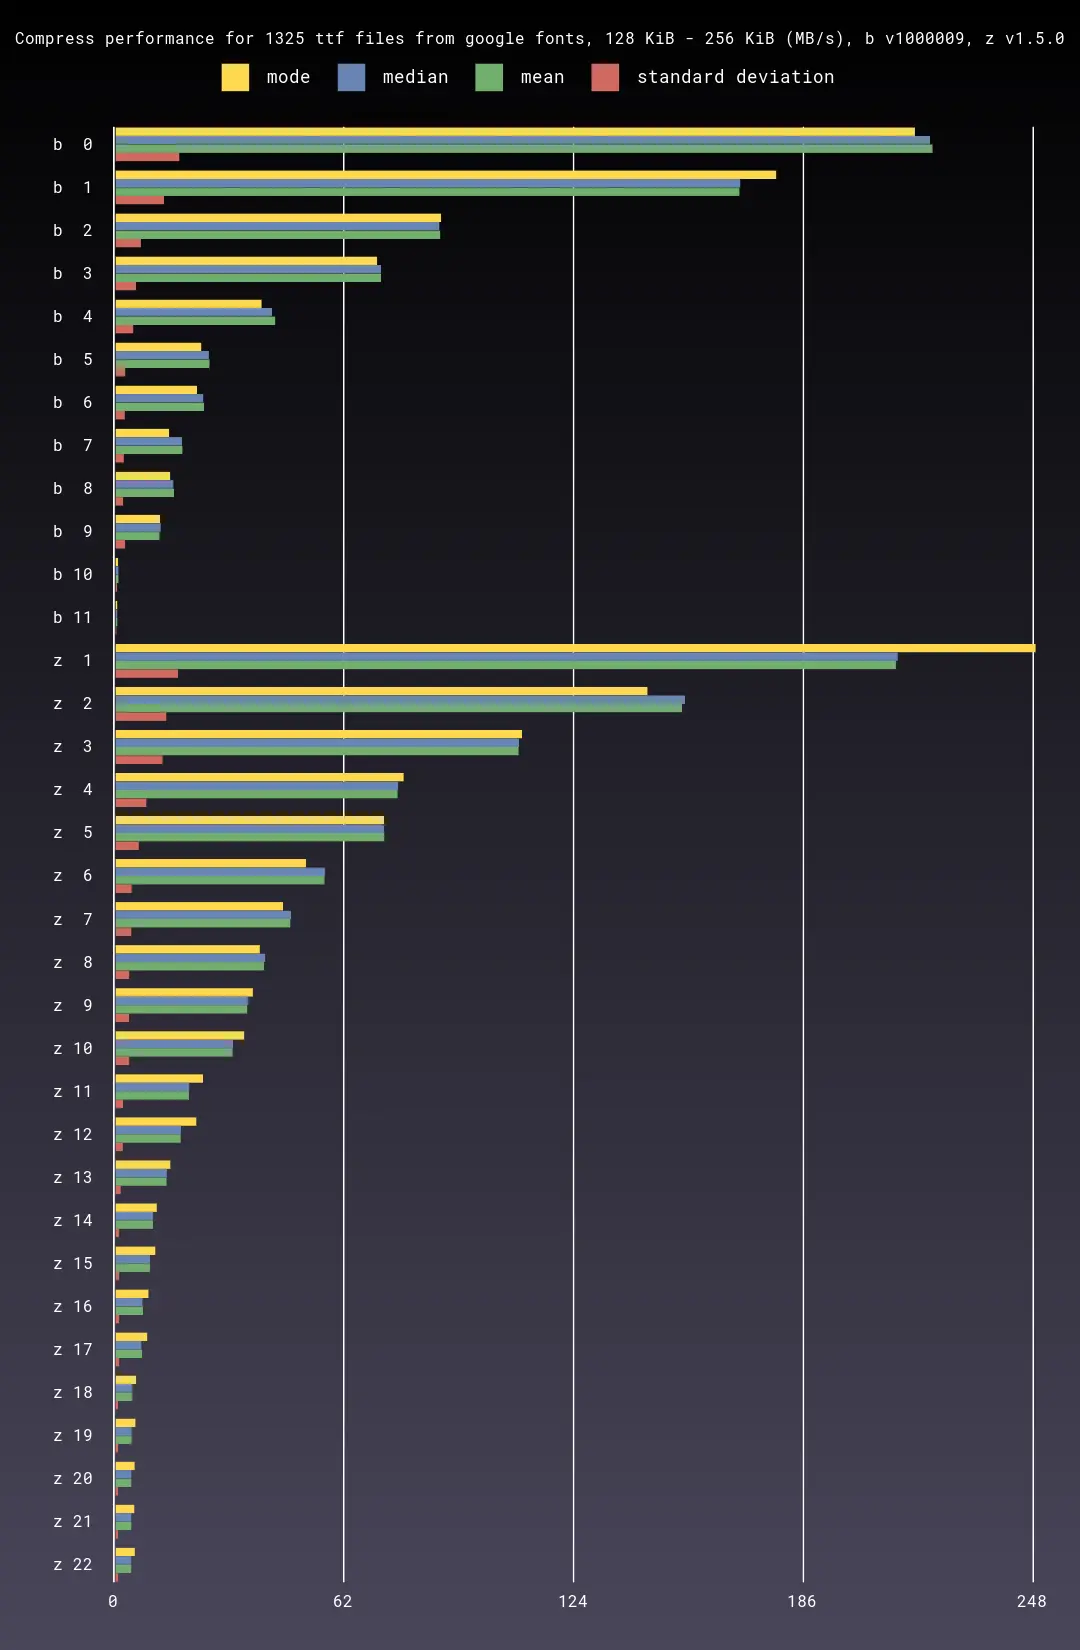 Compress performance for 1325 ttf files from google fonts, 128 KiB - 256 KiB (MB/s), b v1000009, z v1.5.0
mode median mean standard deviation
b 0
b 1
b 2
b 3
b 4
b 5
b 6
b 7
b 8
b 9
b 10
b 11
z 1
z 2
z 3
z 4
z 5
z 6
z 7
z 8
z 9
z 10
z 11
z 12
z 13
z 14
z 15
z 16
z 17
z 18
z 19
z 20
z 21
z 22
0 62 124 186 248